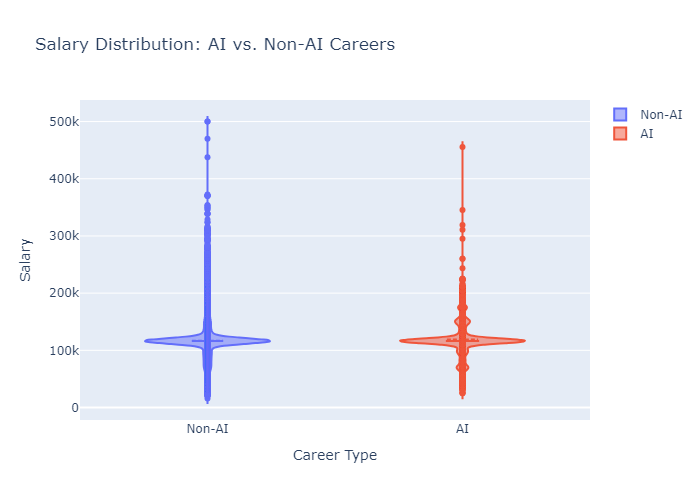 Salary Distribution: AI vs. Non-AI Careers
Non-AI
AI
500k
400k
300k
200k
100k
0
Salary
Non-AI
AI
Career Type